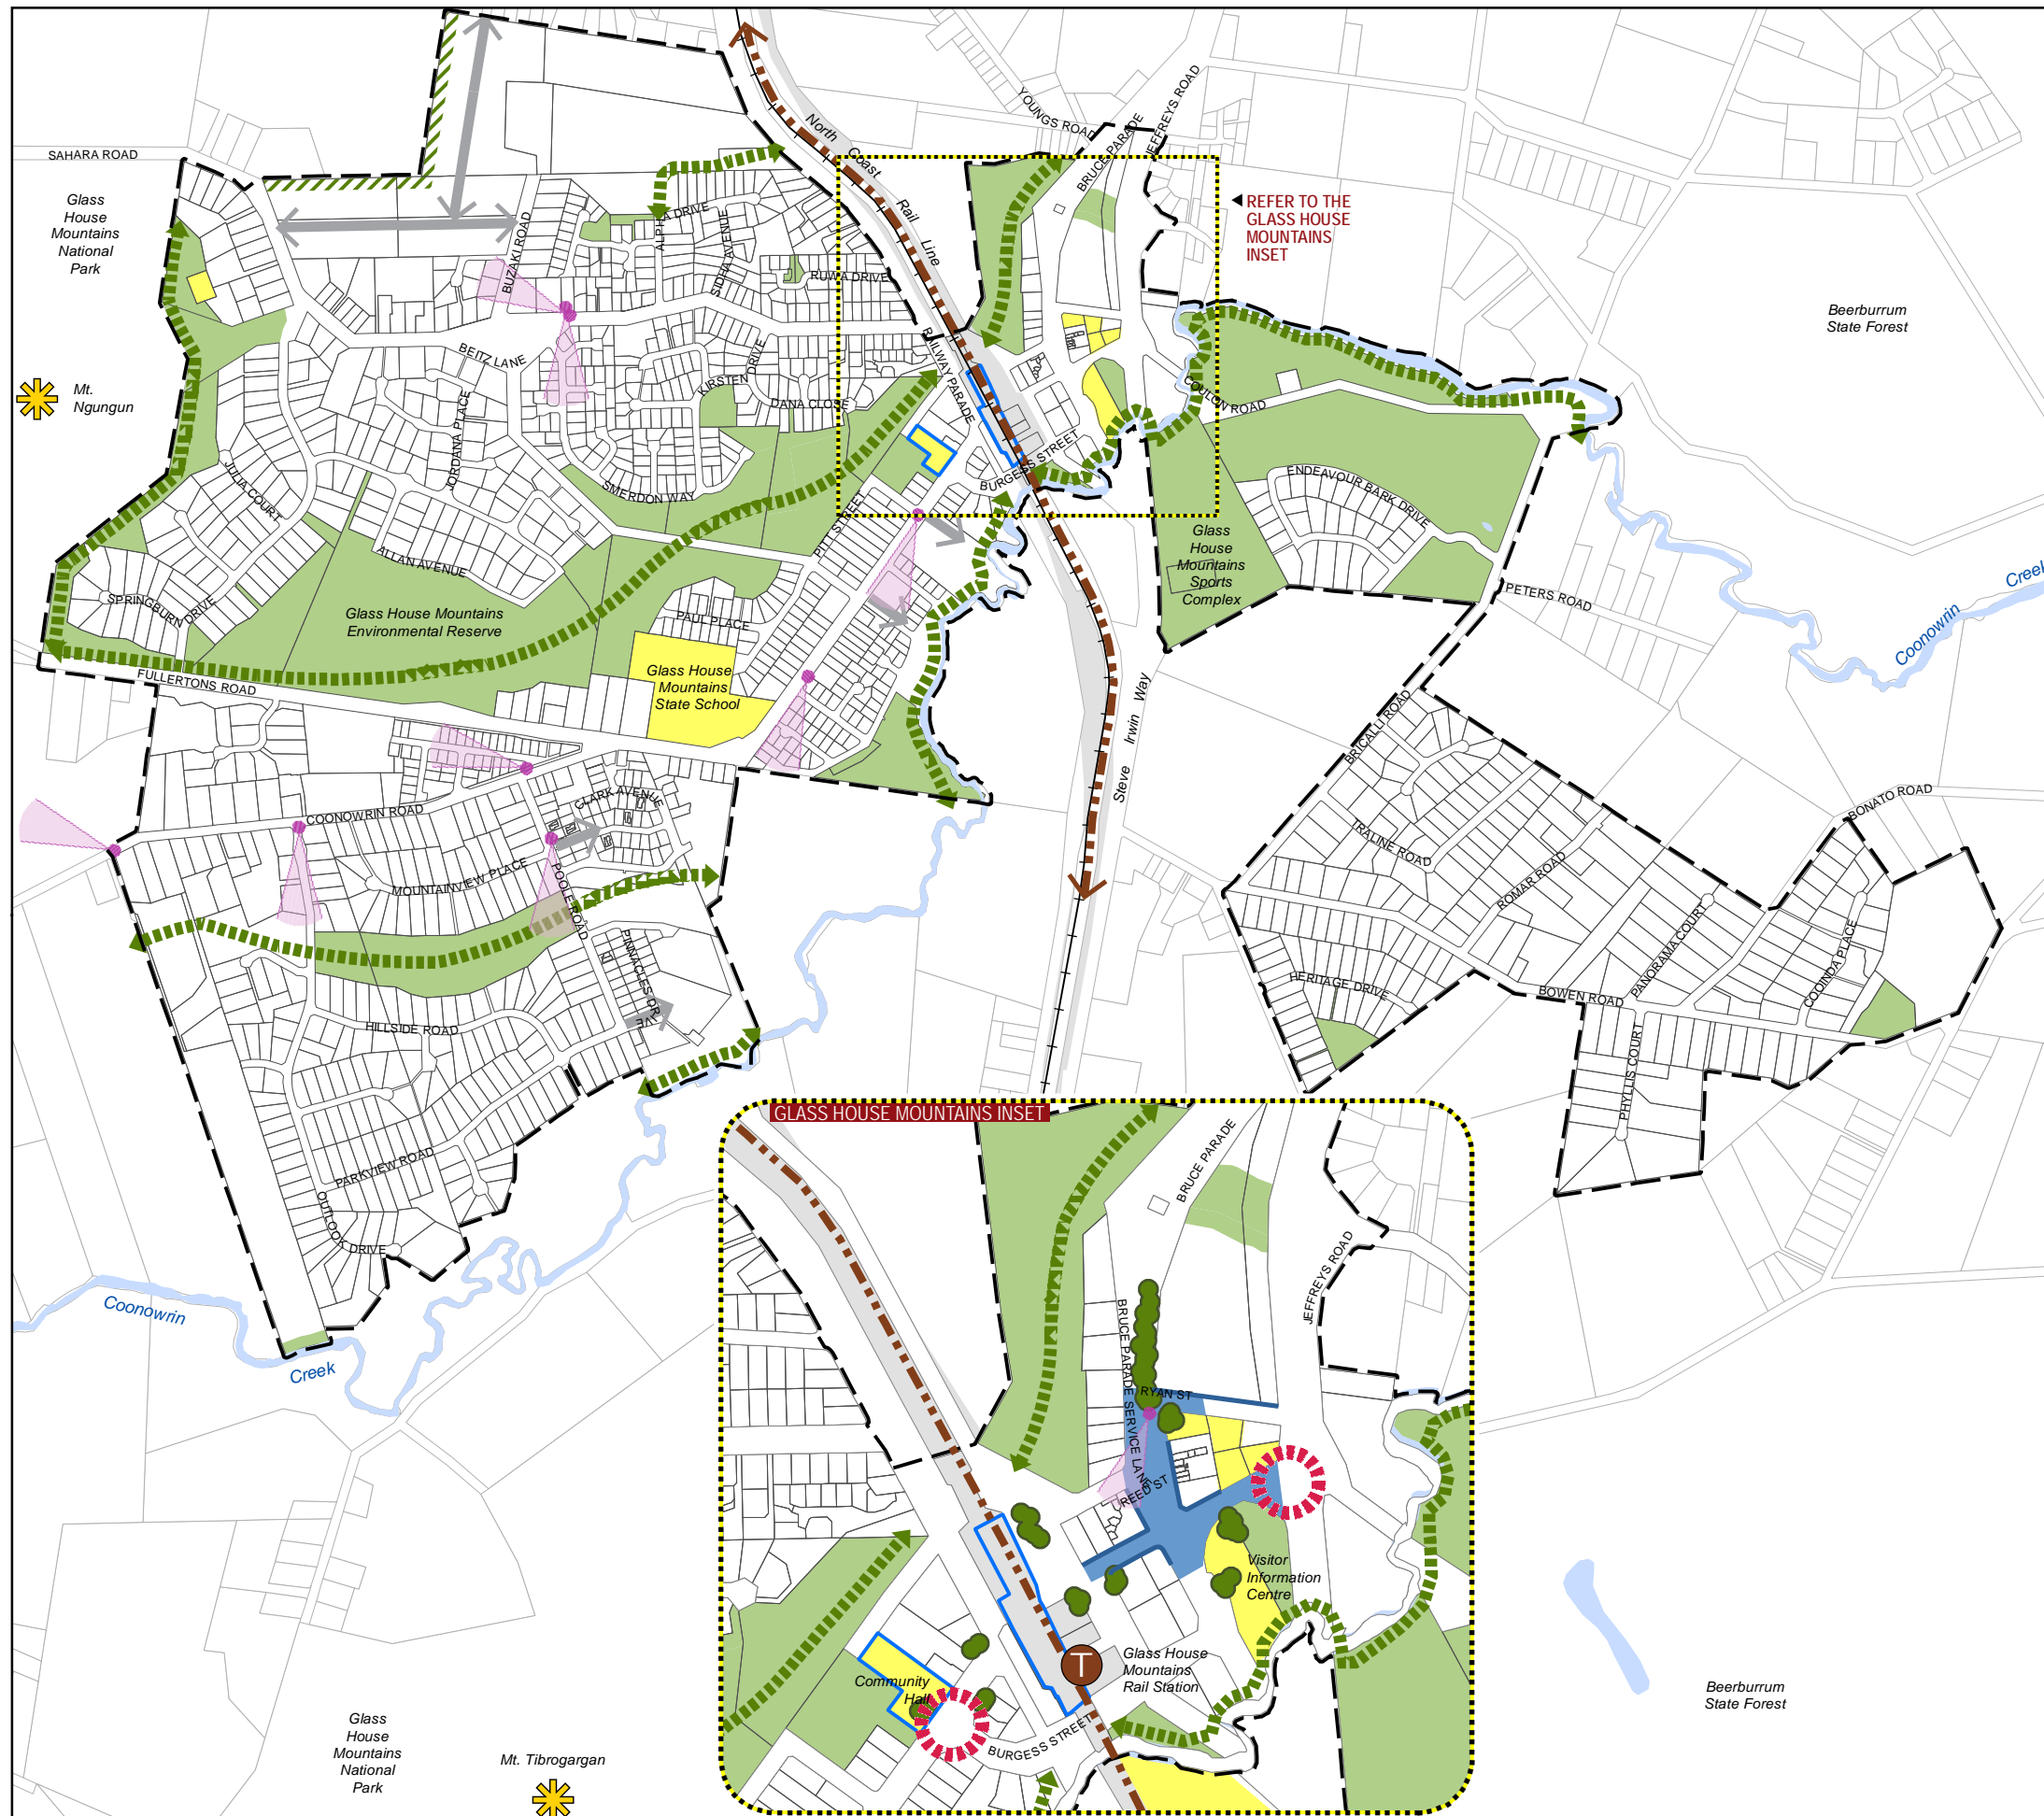 YOUNGS ROAD
BRUCE PARADE
JEFFREYS ROAD
SAHARA ROAD
North
Coast
Rail
Line
Glass
House
Mountains
National
Park
REFER TO THE
GLASS HOUSE
MOUNTAINS
INSET
ALPHA DRIVE
SIDHA AVENUE
BUZAKI ROAD
RUWA DRIVE
Beerburrum
State Forest
RAILWAY PARADE
BEITZ LANE
KIRSTEN DRIVE
DANA CLOSE
COULON ROAD
Mt.
Ngungun
JORDANA PLACE
JULIA COURT
SMERDON WAY
BURGESS STREET
PITT STREET
ENDEAVOUR BARK DRIVE
Glass
House
Mountains
Sports
Complex
ALLAN AVENUE
SPRINGBURN DRIVE
Glass House Mountains
Environmental Reserve
PAUL PLACE
PETERS ROAD
Coonowrin
Creek
Glass House
Mountains
State School
FULLERTONS ROAD
Steve Irwin Way
BRICALLI ROAD
COONOWRIN ROAD
CLARK AVENUE
TRALINE ROAD
BONATO ROAD
MOUNTAINVIEW PLACE
POOLE ROAD
ROMAR ROAD
PINNACLES DRIVE
PANORAMA COURT
COOINDA PLACE
HERITAGE DRIVE
BOWEN ROAD
HILLSIDE ROAD
PHYLLIS COURT
PARKVIEW ROAD
OUTLOOK DRIVE
Coonowrin
Creek
GLASS HOUSE MOUNTAINS INSET
BRUCE PARADE
JEFFREYS ROAD
BRUCE PARADE SERVICE LANE
RYAN ST
REED ST
Visitor
Information
Centre
T
Glass House
Mountains
Rail Station
Community
Hall
BURGESS STREET
Beerburrum
State Forest
Glass
House
Mountains
National
Park
Mt. Tibrogargan